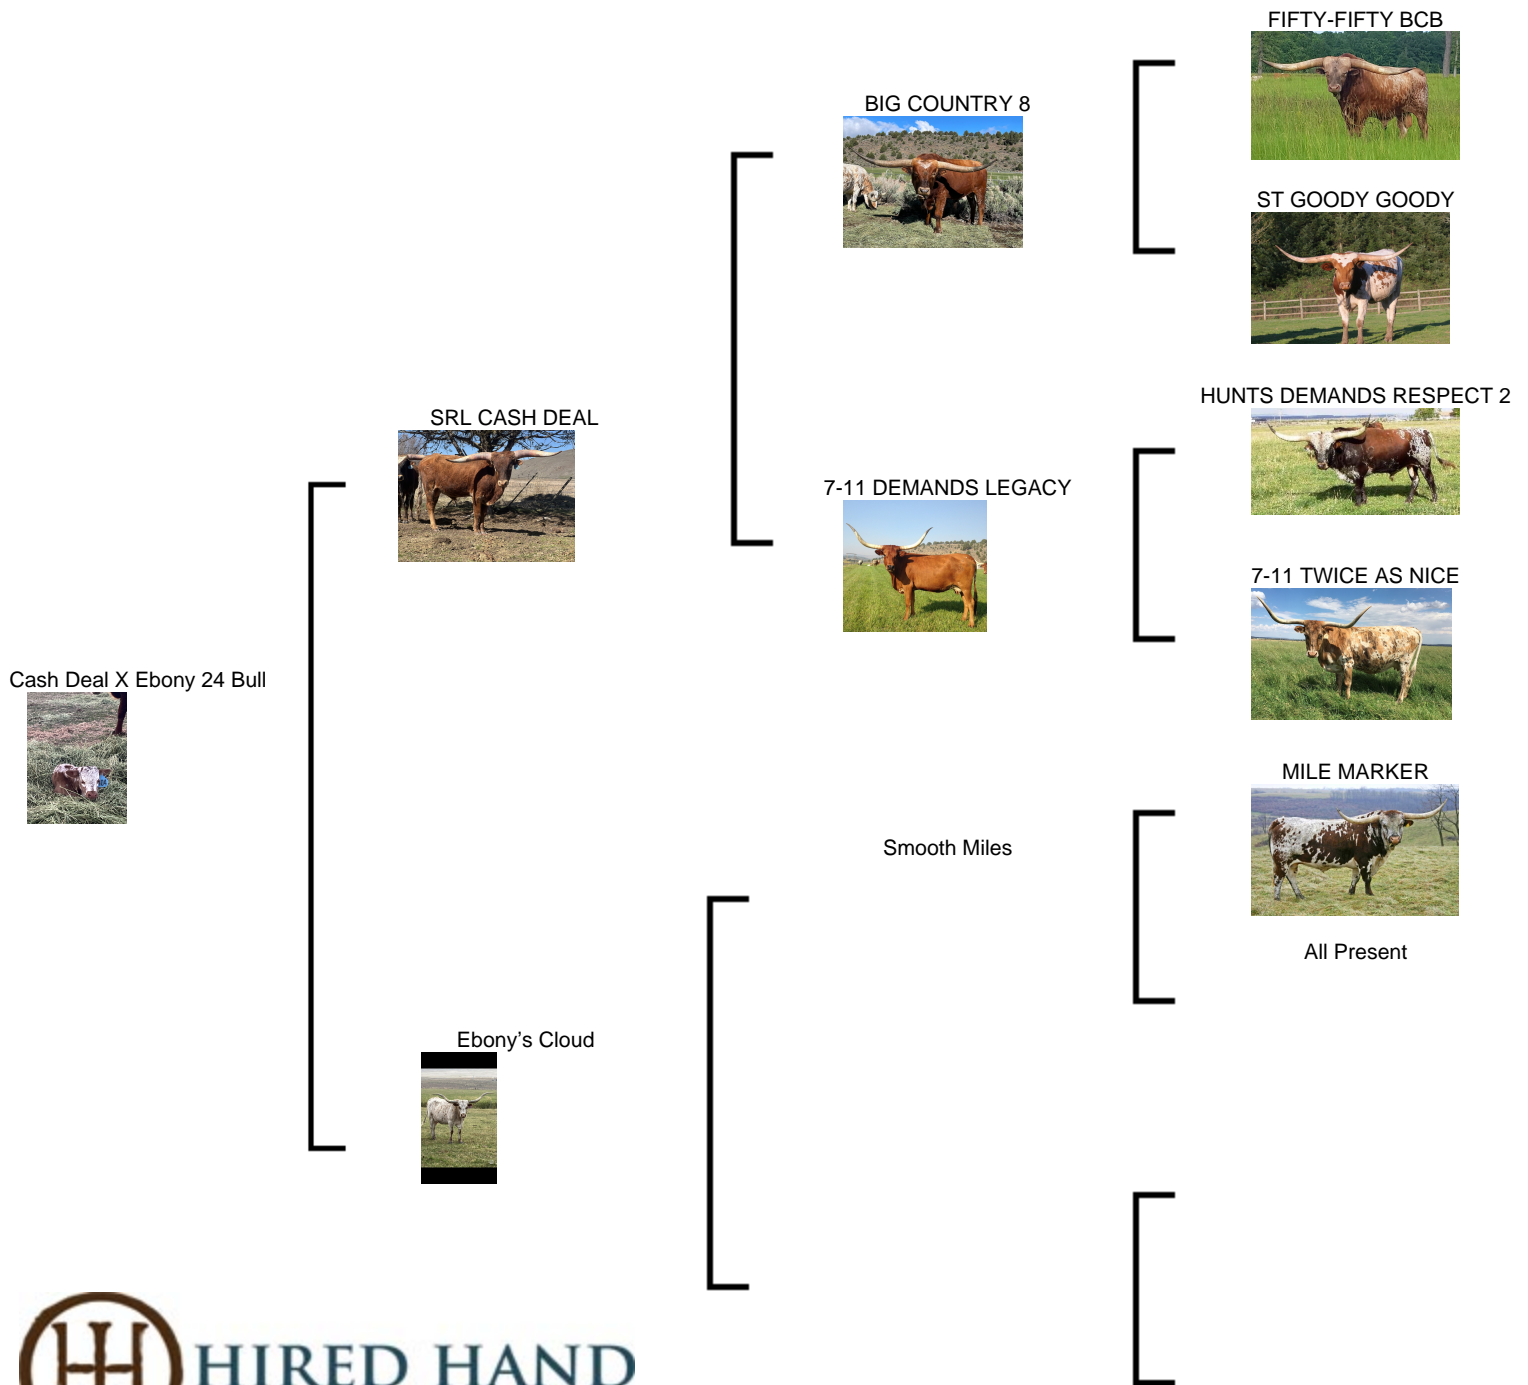 FIFTY-FIFTY BCB
BIG COUNTRY 8
ST GOODY GOODY
HUNTS DEMANDS RESPECT 2
SRL CASH DEAL
7-11 DEMANDS LEGACY
7-11 TWICE AS NICE
Cash Deal X Ebony 24 Bull
MILE MARKER
Smooth Miles
All Present
Ebony’s Cloud
HIRED HAND